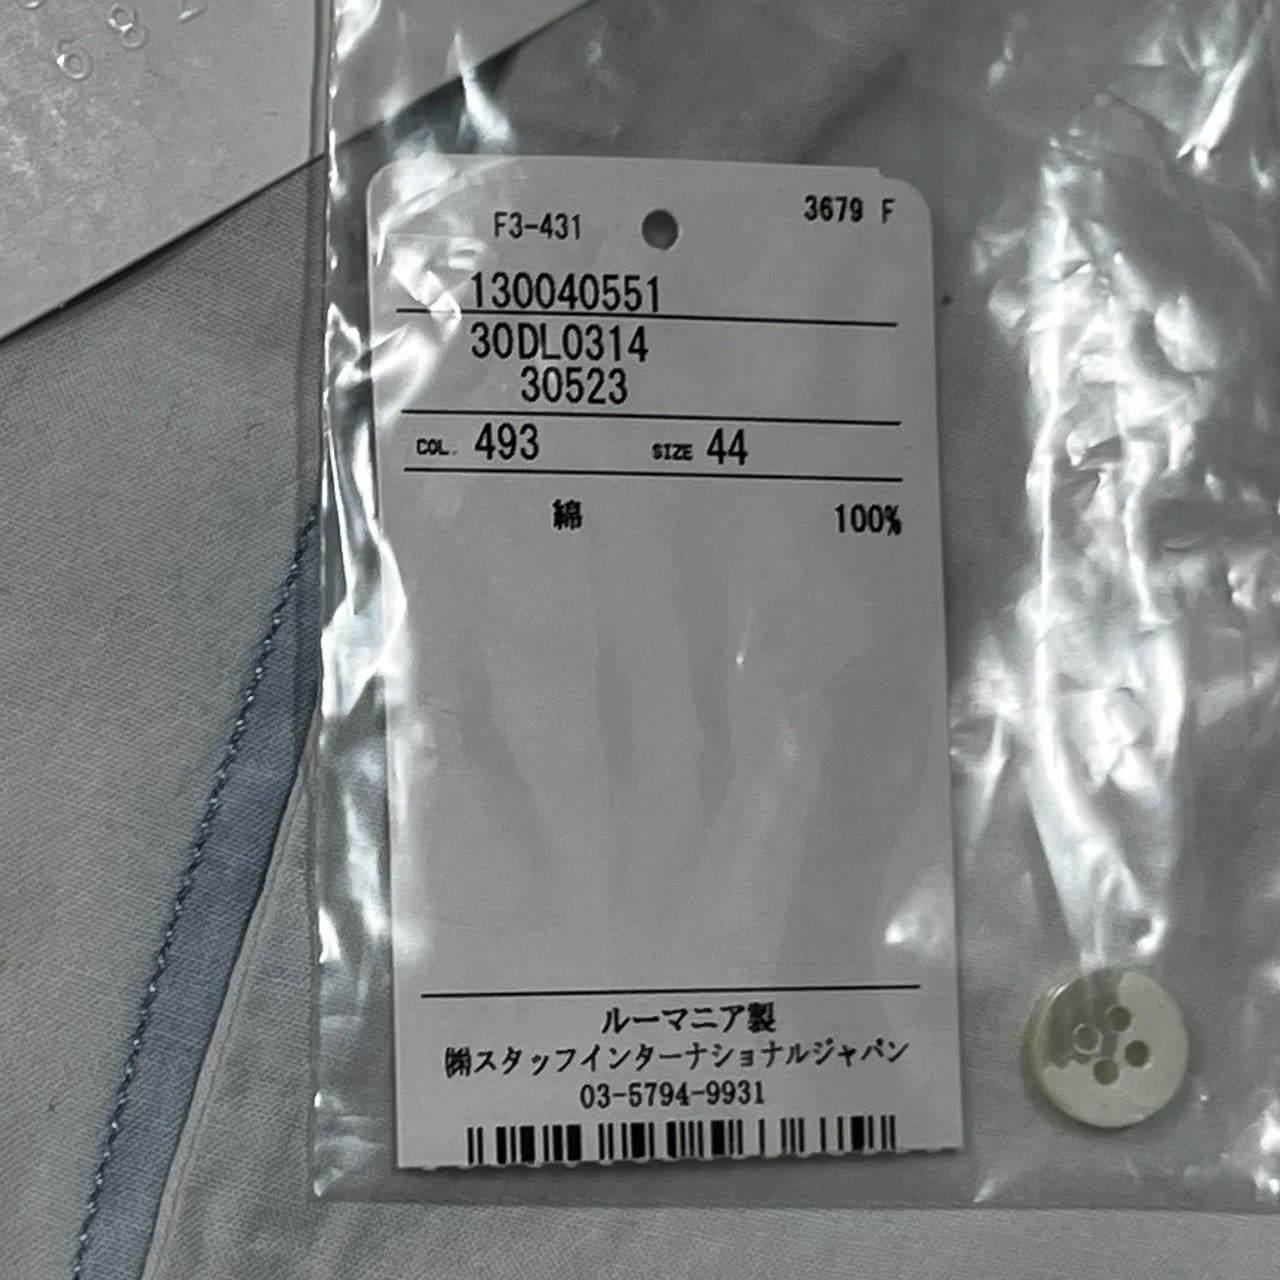 F3-431
3679 F
130040551
30DL0314
30523
COL. 493 SIZE 44
綿 100%
ルーマニア製
㈱スタッフインターナショナルジャパン
03-5794-9931